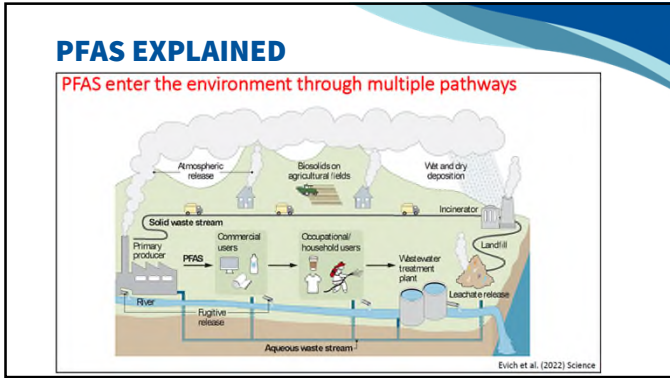 PFAS EXPLAINED
PFAS enter the environment through multiple pathways
Atmospheric
release
Biosolids on
agricultural fields
Wet and dry
deposition
Incinerator
Solid waste stream
Primary
producer
PFAS
Commercial
users
Occupational/
household users
Wastewater
treatment
plant
Landfill
Leachate release
River
Fugitive
release
Aqueous waste stream
Evich et al. (2022) Science